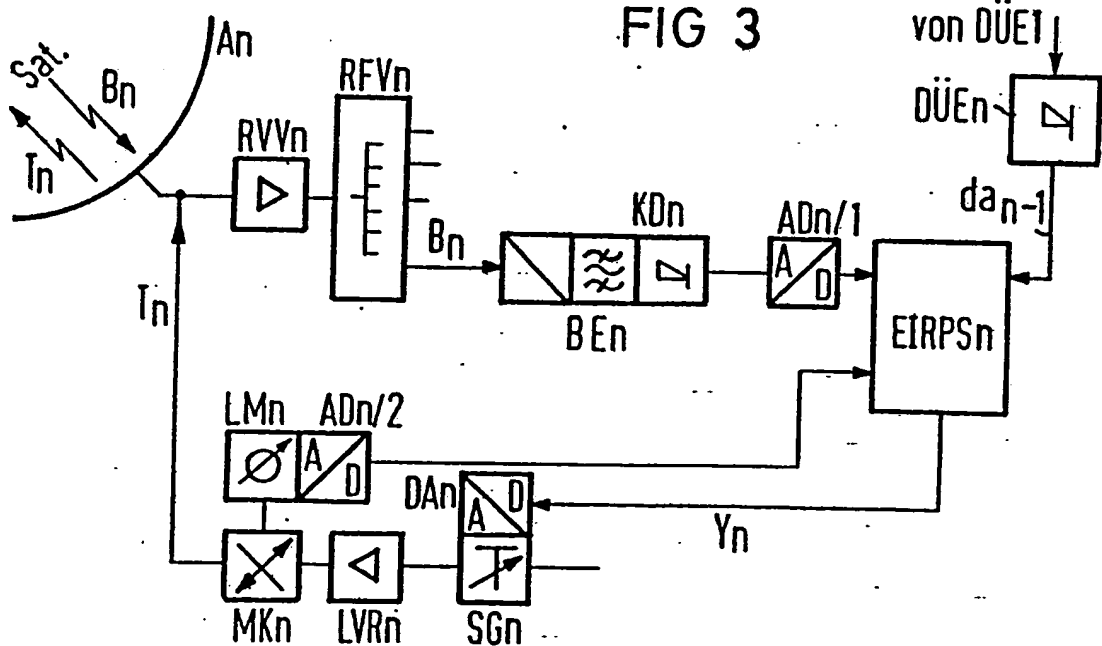 FIG 3
von DÜE1
An
Sat.
Bn
Tn
RFVn
DÜEn
RVVn
dan-1
KDn
ADn/1
Bn
A
D
Tn
BEn
EIRPSn
LMn
ADn/2
A
D
DAn
D
A
Yn
MKn
LVRn
SGn